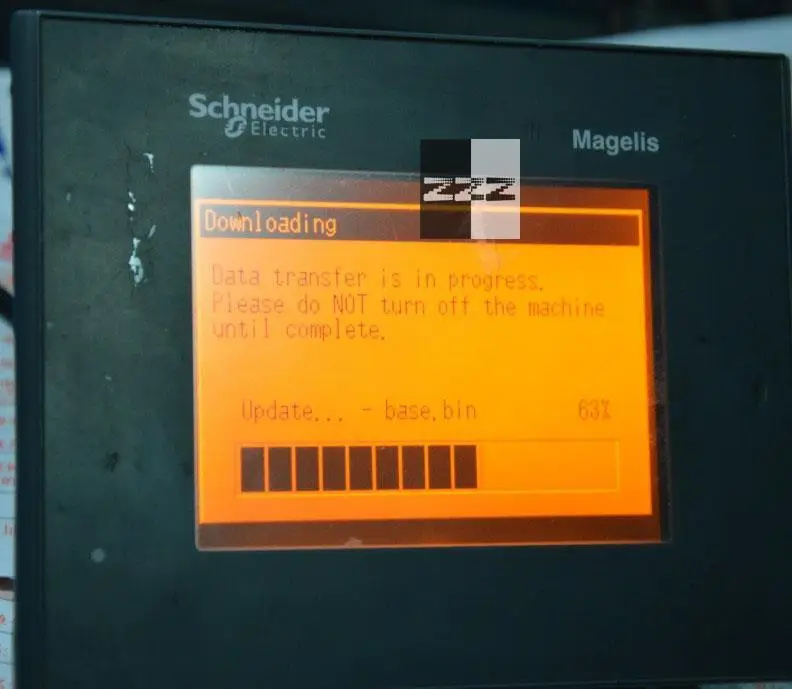 Schneider
Electric
Magelis
ZZZ
Downloading
Data transfer is in progress.
Please do NOT turn off the machine
until complete.
Update... - base.bin 63%